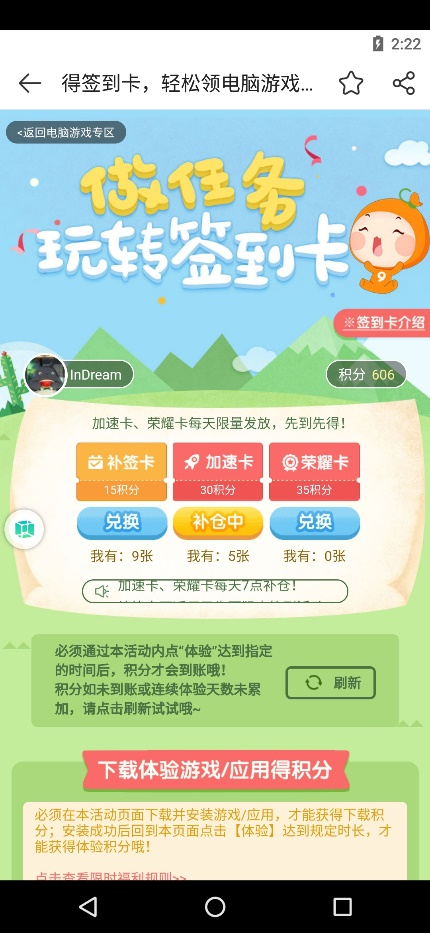 2:22
得签到卡，轻松领电脑游戏...
<返回电脑游戏专区
做任务
玩转签到卡
9
※签到卡介绍
InDream
积分 606
加速卡、荣耀卡每天限量发放，先到先得！
补签卡 加速卡 荣耀卡
15积分 30积分 35积分
兑换 补仓中 兑换
我有：9张 我有：5张 我有：0张
加速卡、荣耀卡每天7点补仓！
必须通过本活动内点“体验”达到指定
的时间后，积分才会到账哦！
积分如未到账或连续体验天数未累
加，请点击刷新试试哦~
刷新
下载体验游戏/应用得积分
必须在本活动页面下载并安装游戏/应用，才能获得下载积
分；安装成功后回到本页面点击【体验】达到规定时长，才
能获得体验积分哦！
点击查看限时福利规则>>